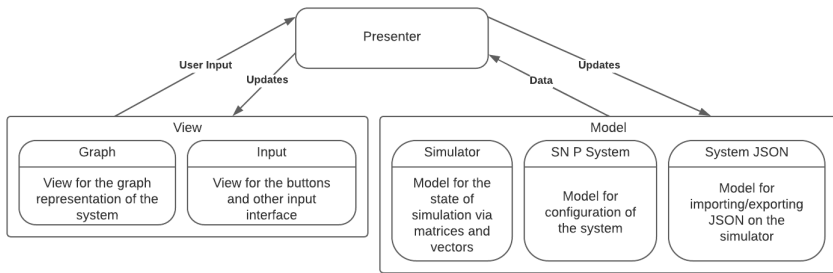 Presenter
User Input
Updates
Updates
Data
View
Graph
View for the graph
representation of the
system
Input
View for the buttons
and other input
interface
Model
Simulator
Model for the
state of
simulation via
matrices and
vectors
SN P System
Model for
configuration of
the system
System JSON
Model for
importing/exporting
JSON on the
simulator